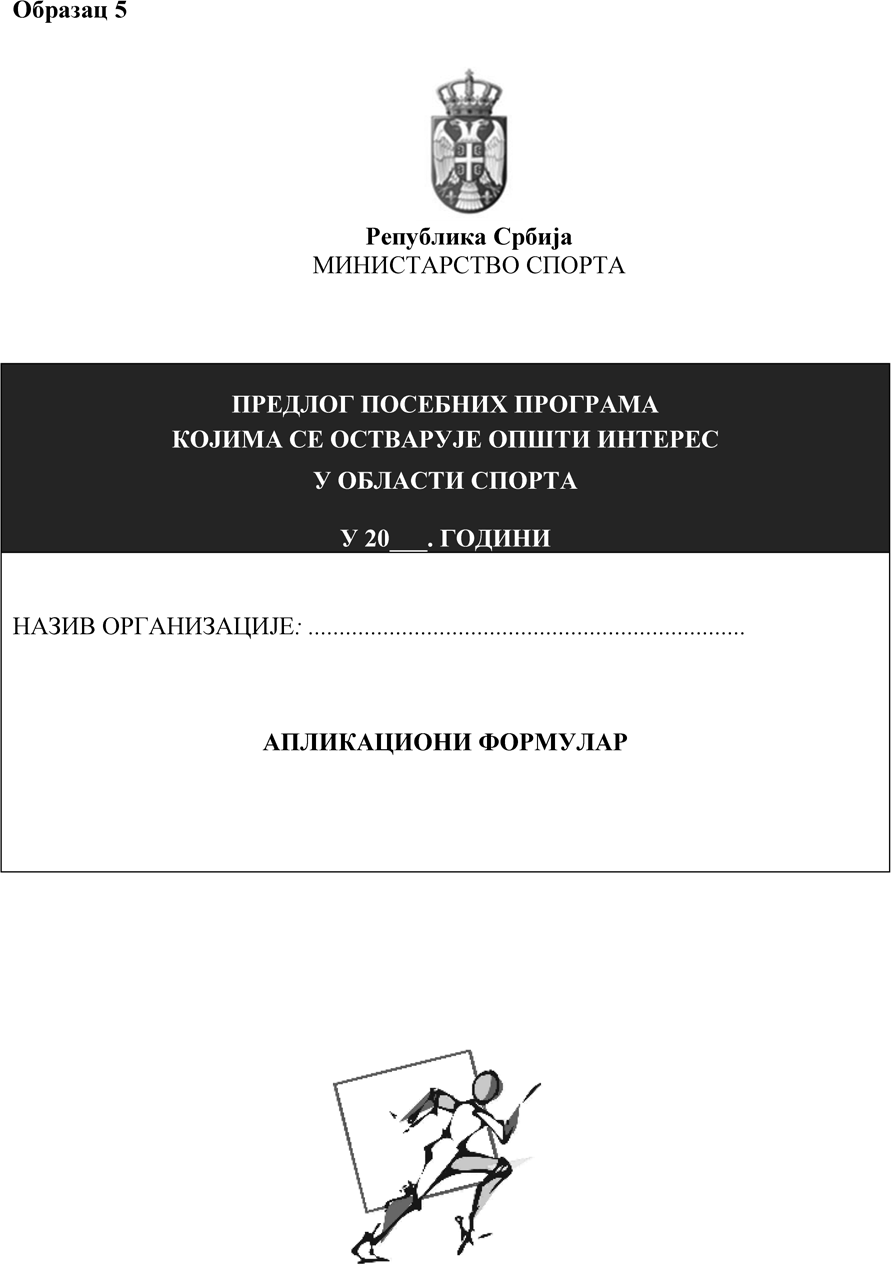 Образац 5
Република Србија
МИНИСТАРСТВО СПОРТА
ПРЕДЛОГ ПОСЕБНИХ ПРОГРАМА
КОЈИМА СЕ ОСТВАРУЈЕ ОПШТИ ИНТЕРЕС
У ОБЛАСТИ СПОРТА
У 20___. ГОДИНИ
НАЗИВ ОРГАНИЗАЦИЈЕ: ......................................................................
АПЛИКАЦИОНИ ФОРМУЛАР